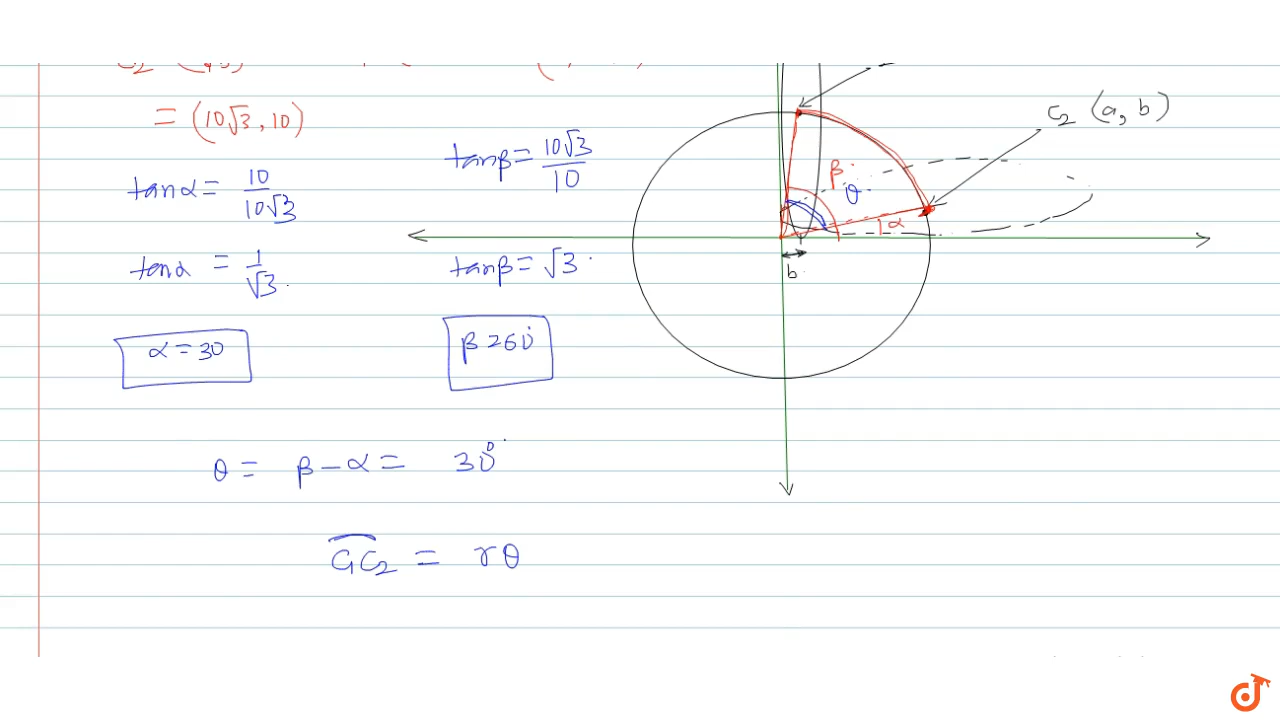 = (10√3, 10)
tanα = 10/10√3
tanα = 1/√3.
α = 30
tanβ = 10√3/10
tanβ = √3.
β = 60°
θ = β - α = 30°
C₁C₂ = rθ
C₂ (a, b)
β
θ
α
b